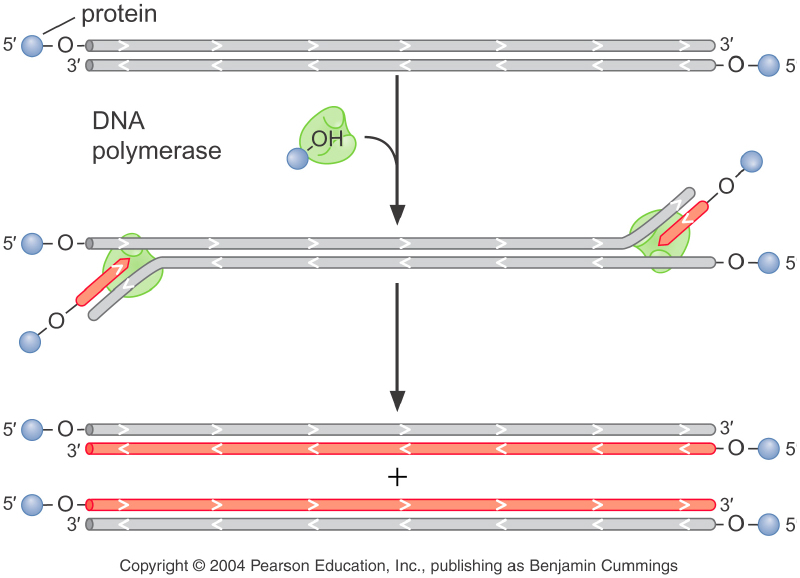 protein
5′ O 3′
3′ O 5′
DNA
polymerase
OH
O
5′ O
O 5′
O
5′ O 3′
3′ O 5′
+
5′ O 3′
3′ O 5′
Copyright © 2004 Pearson Education, Inc., publishing as Benjamin Cummings